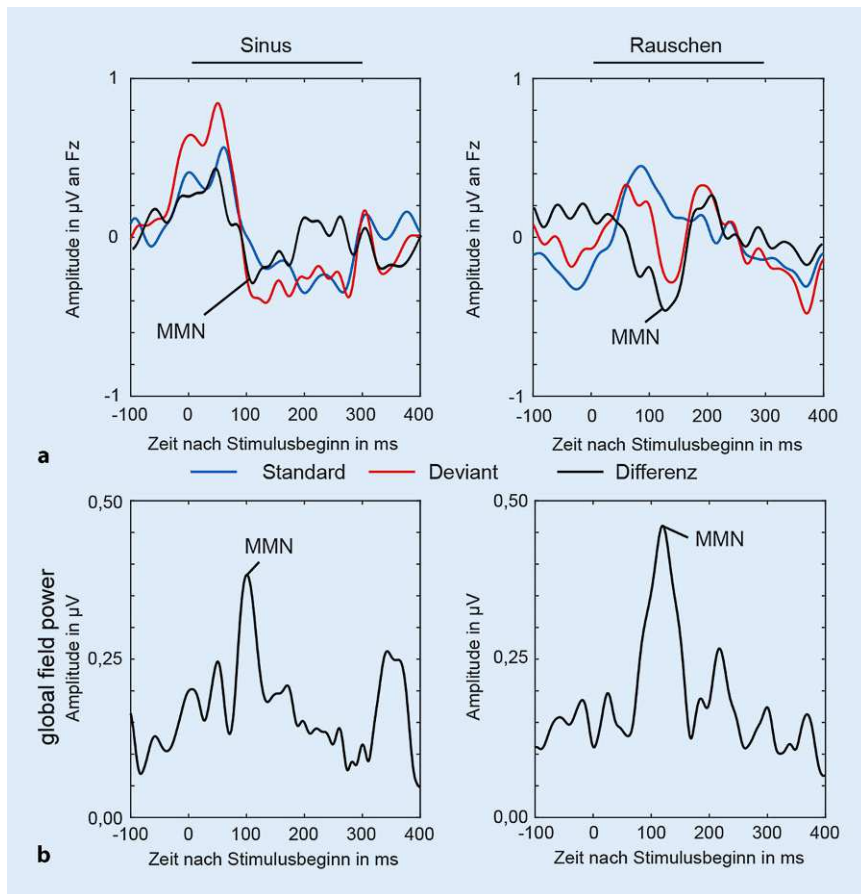 Sinus
Rauschen
1
0
-1
Amplitude in µV an Fz
MMN
-100 0 100 200 300 400
Zeit nach Stimulusbeginn in ms
1
0
-1
Amplitude in µV an Fz
MMN
-100 0 100 200 300 400
Zeit nach Stimulusbeginn in ms
a
Standard Deviant Differenz
0,50
0,25
0,00
global field power
Amplitude in µV
MMN
-100 0 100 200 300 400
Zeit nach Stimulusbeginn in ms
0,50
0,25
0,00
Amplitude in µV
MMN
-100 0 100 200 300 400
Zeit nach Stimulusbeginn in ms
b